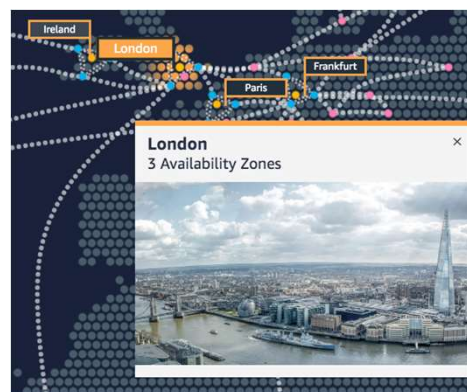 Ireland
London
Frankfurt
Paris
London
3 Availability Zones